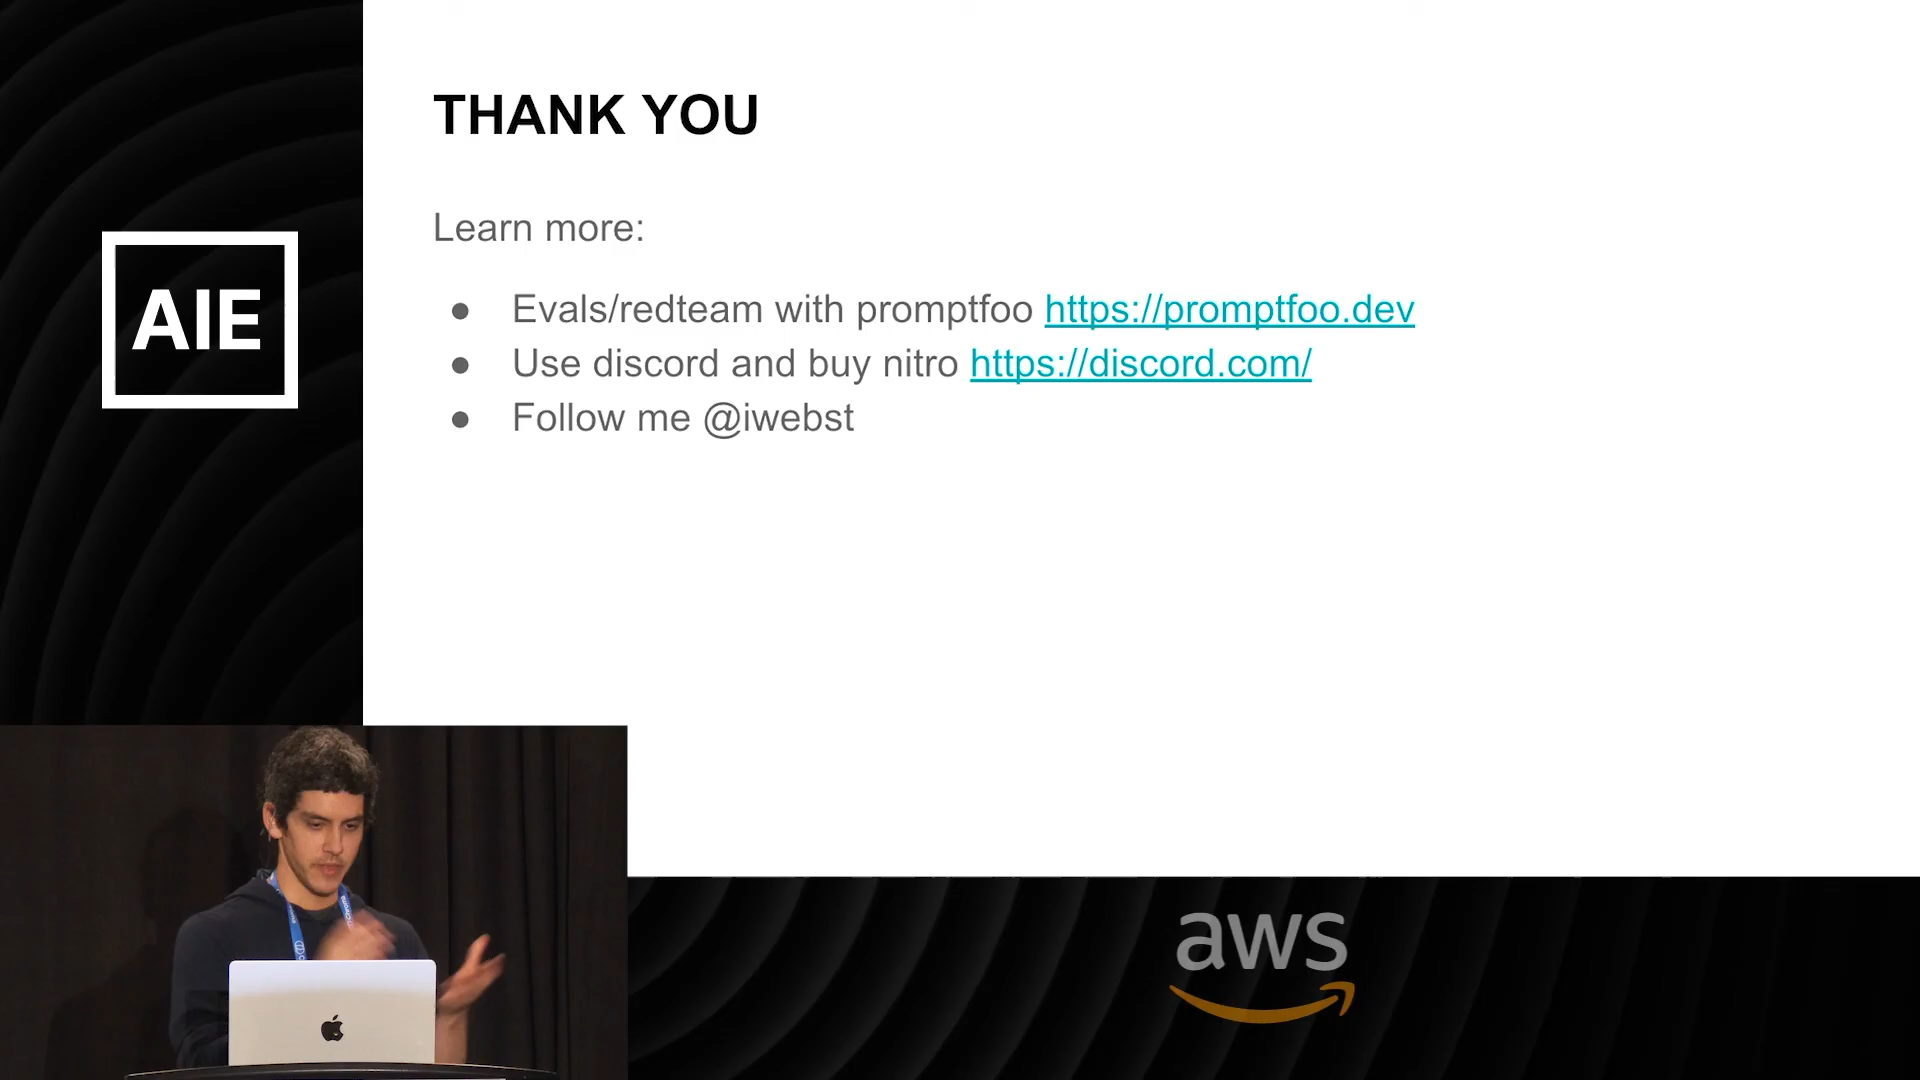 THANK YOU
Learn more:
● Evals/redteam with promptfoo https://promptfoo.dev
● Use discord and buy nitro https://discord.com/
● Follow me @iwebst
AIE
aws